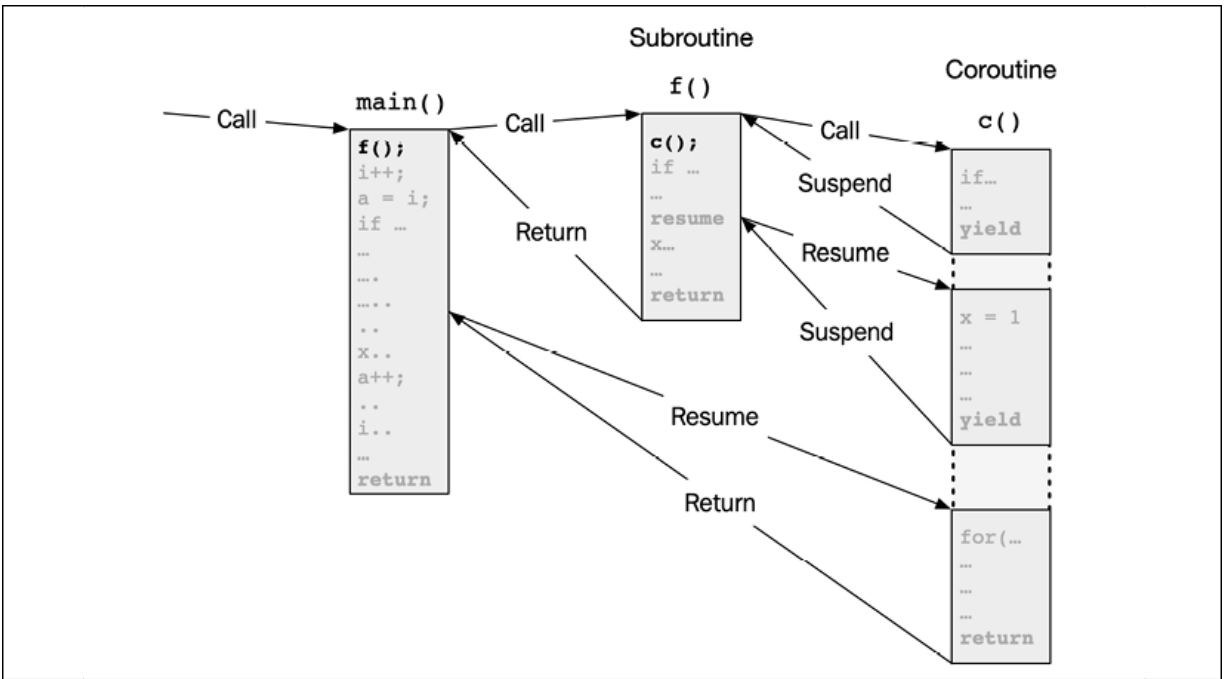 Subroutine
Coroutine
main()
f()
c()
Call
Call
Call
f();
i++;
a = i;
if …
…
….
…..
..
x..
a++;
..
i..
…
return
Return
c();
if …
…
resume
x…
…
return
Suspend
Resume
Suspend
Resume
Return
if…
…
yield
x = 1
…
…
…
yield
for(…
…
…
…
return